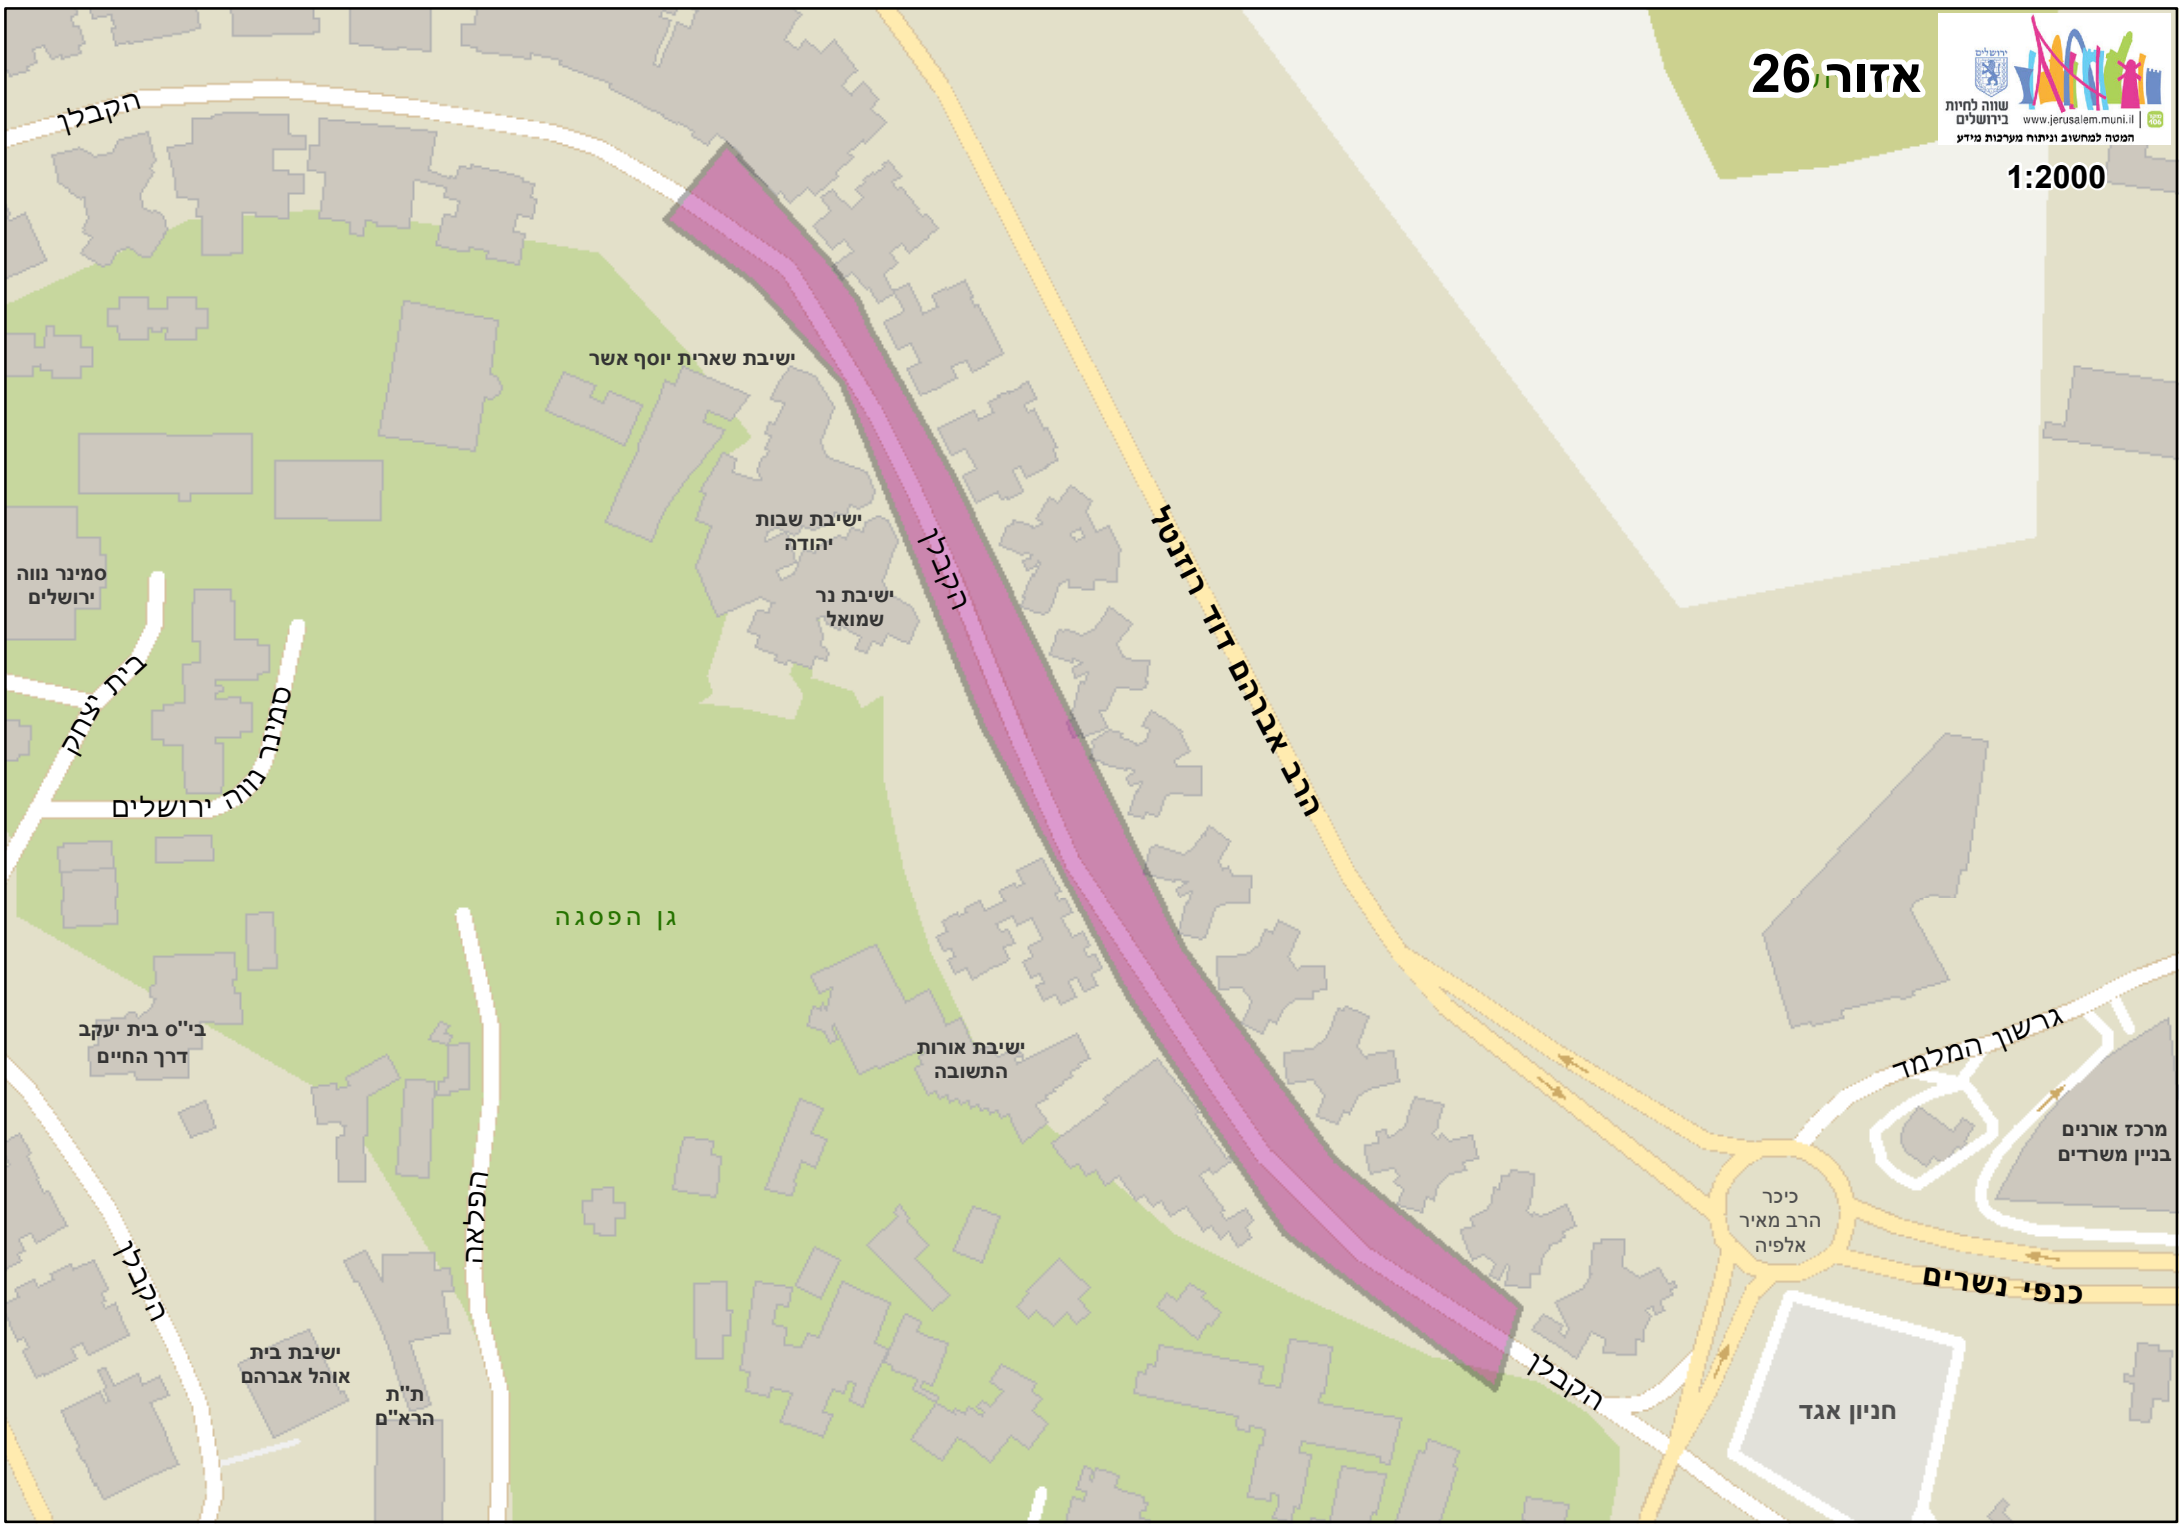 אזור 26
ירושלים
שווה לחיות
בירושלים
www.jerusalem.muni.il
המטה למחשוב וניתוח מערכות מידע
1:2000
הקבלן
ישיבת שארית יוסף אשר
ישיבת שבות
יהודה
הקבלן
הרב אברהם דוד רוזנטל
ישיבת נר
שמואל
סמינר נווה
ירושלים
בית יצחק
סמינר נווה ירושלים
גן הפסגה
בי"ס בית יעקב
דרך החיים
ישיבת אורות
התשובה
גרשון המלמד
מרכז אורנים
בניין משרדים
כיכר
הרב מאיר
אלפיה
כנפי נשרים
הפלאה
הקבלן
ישיבת בית
אוהל אברהם
ת"ת
הרא"ם
הקבלן
חניון אגד